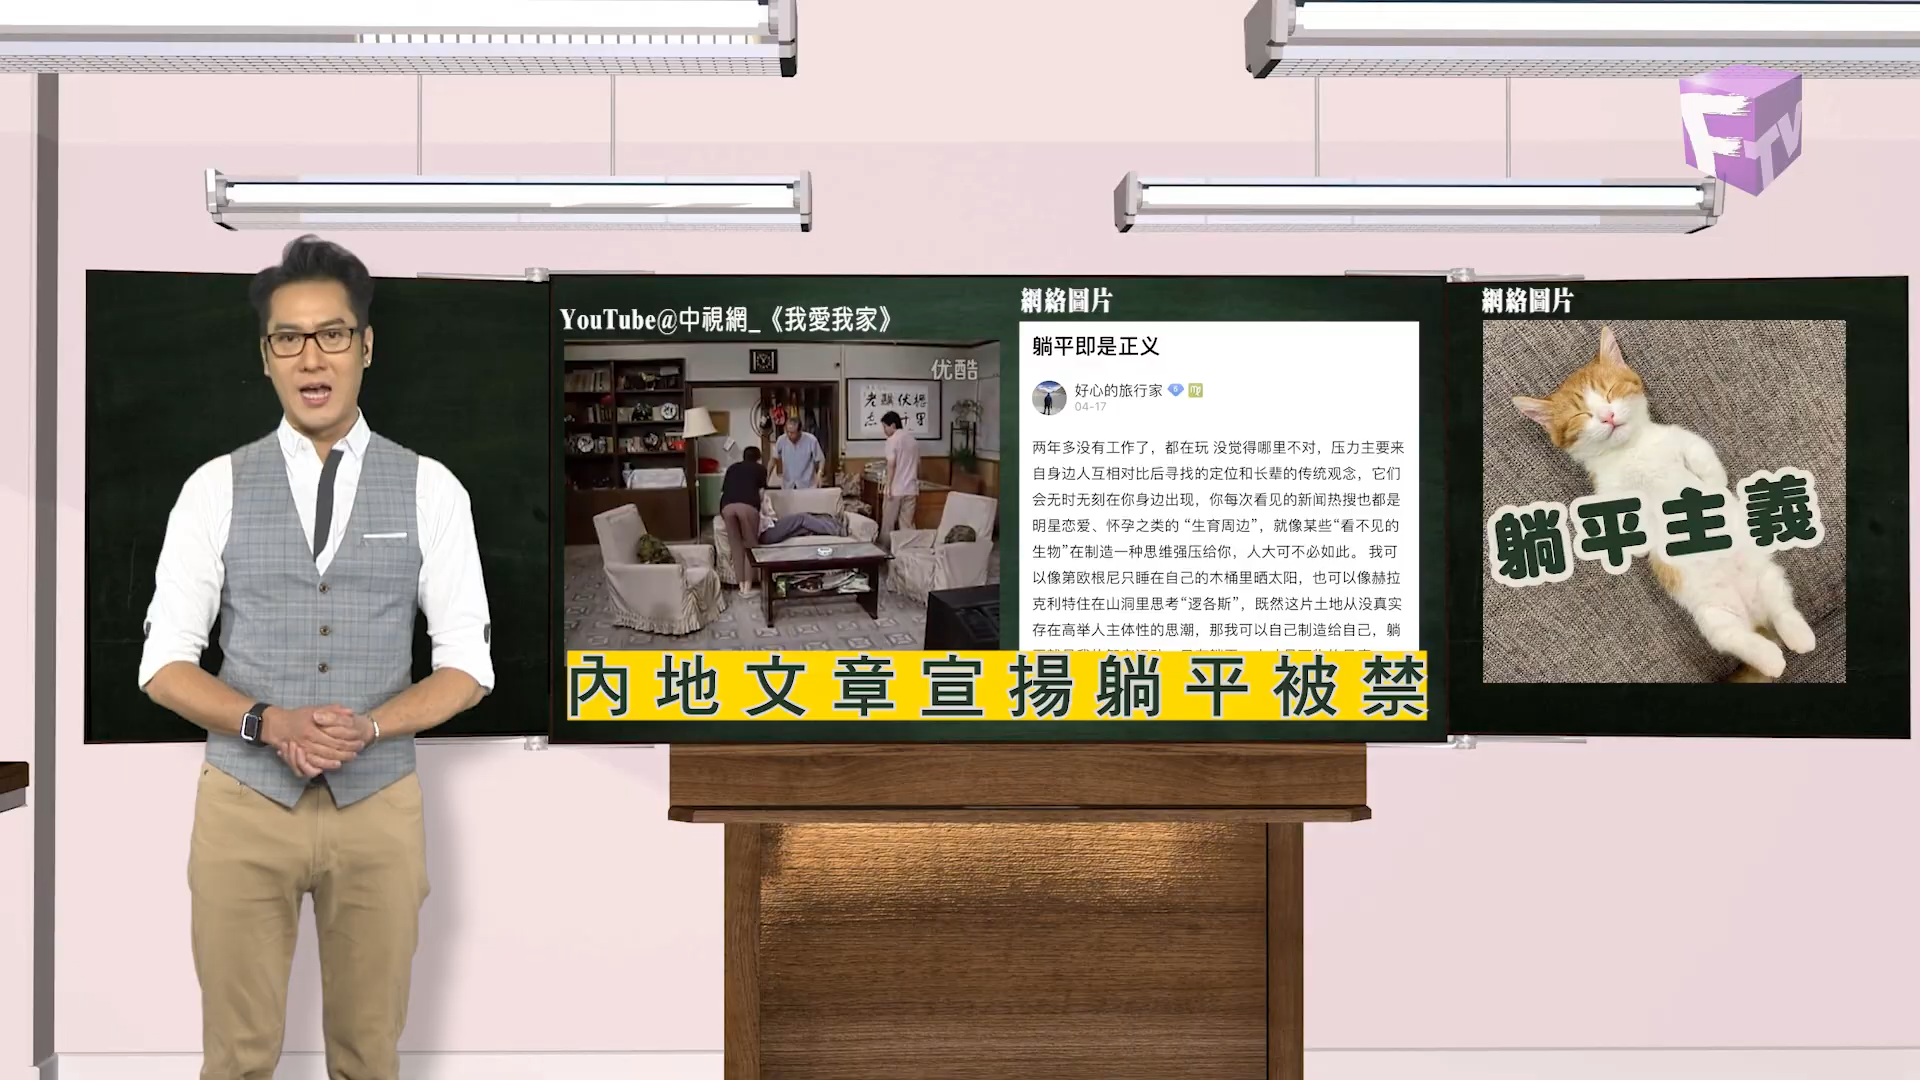 FTV
YouTube@中視網_《我愛我家》
優酷
老驥伏櫪
志在千里
網絡圖片
躺平即是正义
好心的旅行家
04-17
两年多没有工作了，都在玩 没觉得哪里不对，压力主要来
自身边人互相对比后寻找的定位和长辈的传统观念，它们
会无时无刻在你身边出现，你每次看见的新闻热搜也都是
明星恋爱、怀孕之类的 “生育周边”，就像某些“看不见的
生物”在制造一种思维强压给你，人大可不必如此。 我可
以像第欧根尼只睡在自己的木桶里晒太阳，也可以像赫拉
克利特住在山洞里思考“逻各斯”，既然这片土地从没真实
存在高举人主体性的思潮，那我可以自己制造给自己，躺
內地文章宣揚躺平被禁
網絡圖片
躺平主義